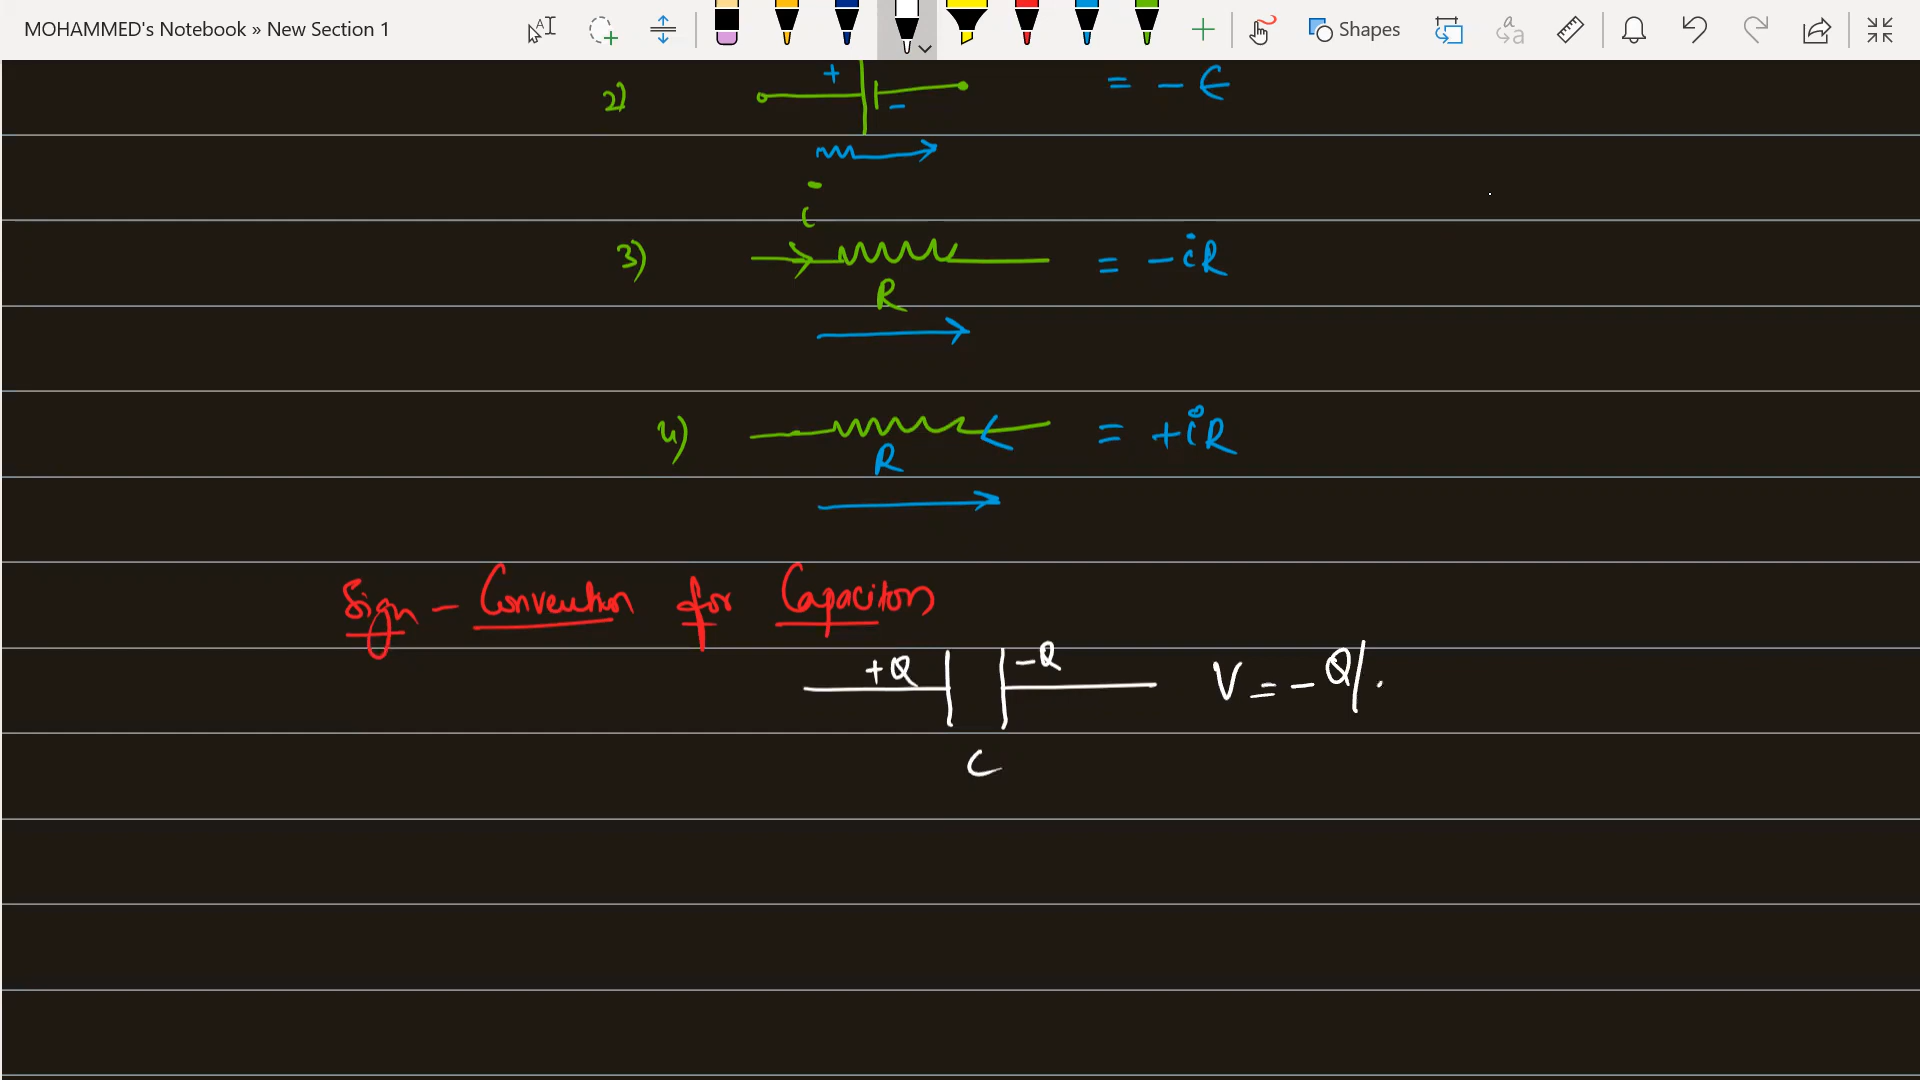 MOHAMMED's Notebook » New Section 1
Shapes
2) + - = - ϵ
i
3) R = - iR
4) R = + iR
Sign - Convention for Capacitors
+Q -Q V = - Q/.
C